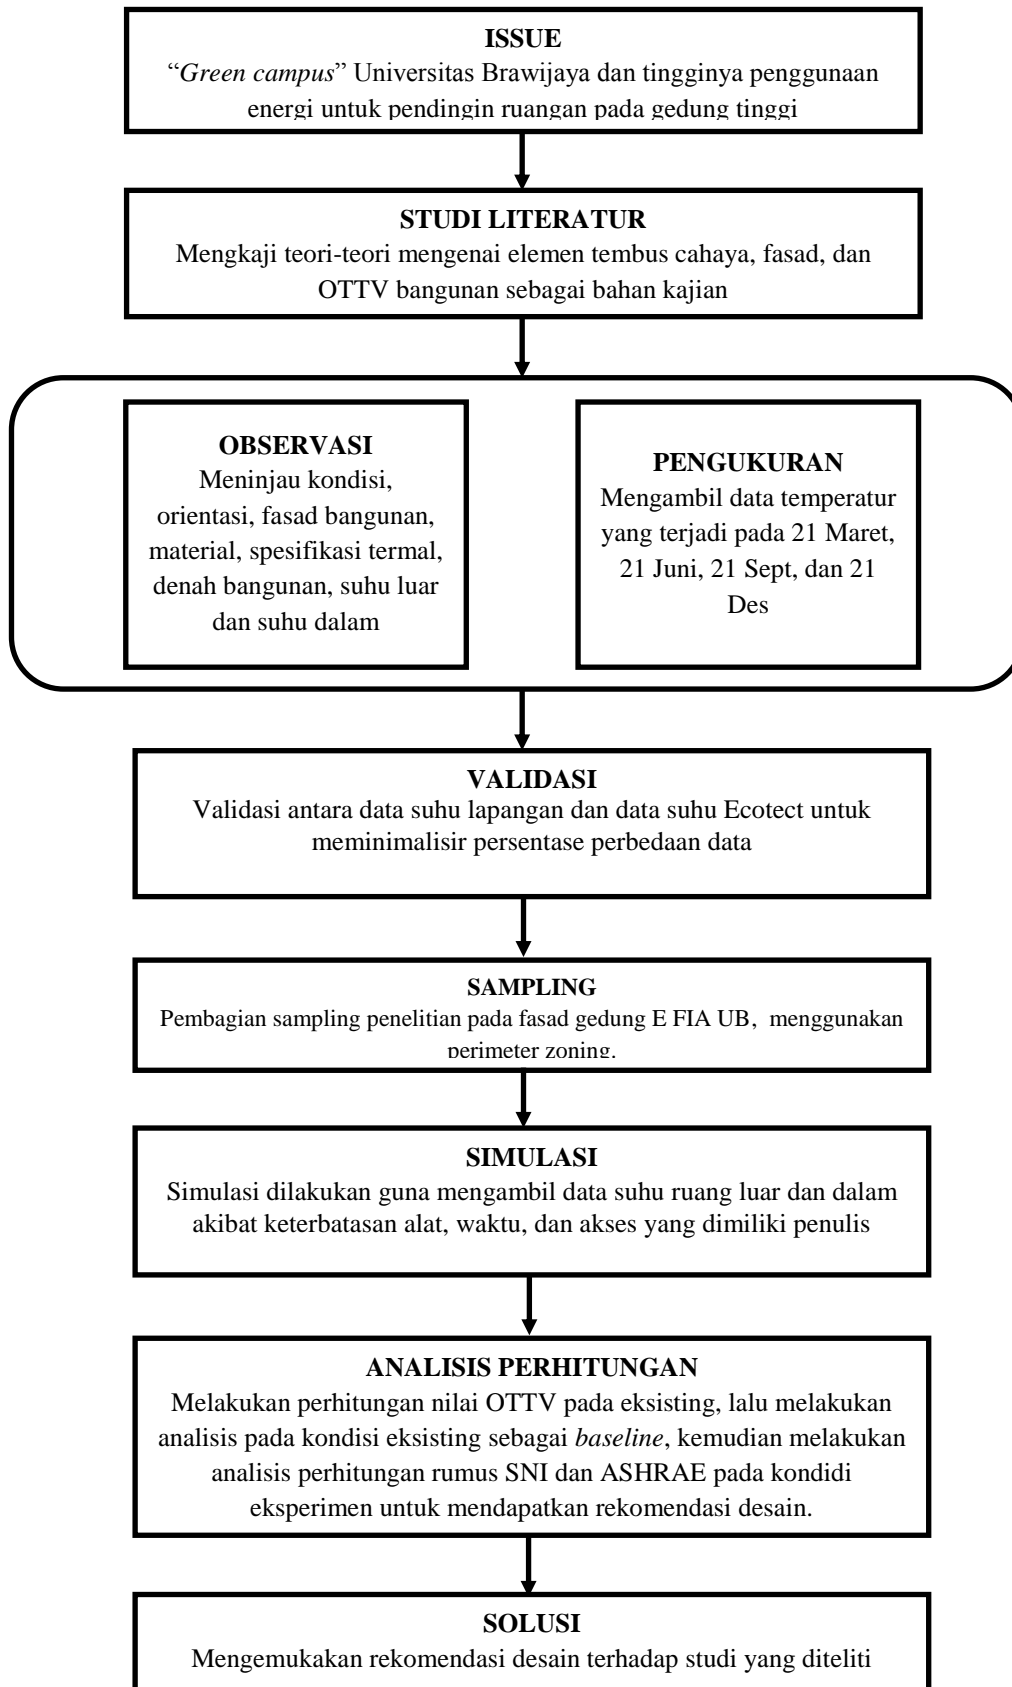 ISSUE
“Green campus” Universitas Brawijaya dan tingginya penggunaan
energi untuk pendingin ruangan pada gedung tinggi
STUDI LITERATUR
Mengkaji teori-teori mengenai elemen tembus cahaya, fasad, dan
OTTV bangunan sebagai bahan kajian
OBSERVASI
Meninjau kondisi,
orientasi, fasad bangunan,
material, spesifikasi termal,
denah bangunan, suhu luar
dan suhu dalam
PENGUKURAN
Mengambil data temperatur
yang terjadi pada 21 Maret,
21 Juni, 21 Sept, dan 21
Des
VALIDASI
Validasi antara data suhu lapangan dan data suhu Ecotect untuk
meminimalisir persentase perbedaan data
SAMPLING
Pembagian sampling penelitian pada fasad gedung E FIA UB, menggunakan
perimeter zoning.
SIMULASI
Simulasi dilakukan guna mengambil data suhu ruang luar dan dalam
akibat keterbatasan alat, waktu, dan akses yang dimiliki penulis
ANALISIS PERHITUNGAN
Melakukan perhitungan nilai OTTV pada eksisting, lalu melakukan
analisis pada kondisi eksisting sebagai baseline, kemudian melakukan
analisis perhitungan rumus SNI dan ASHRAE pada kondidi
eksperimen untuk mendapatkan rekomendasi desain.
SOLUSI
Mengemukakan rekomendasi desain terhadap studi yang diteliti